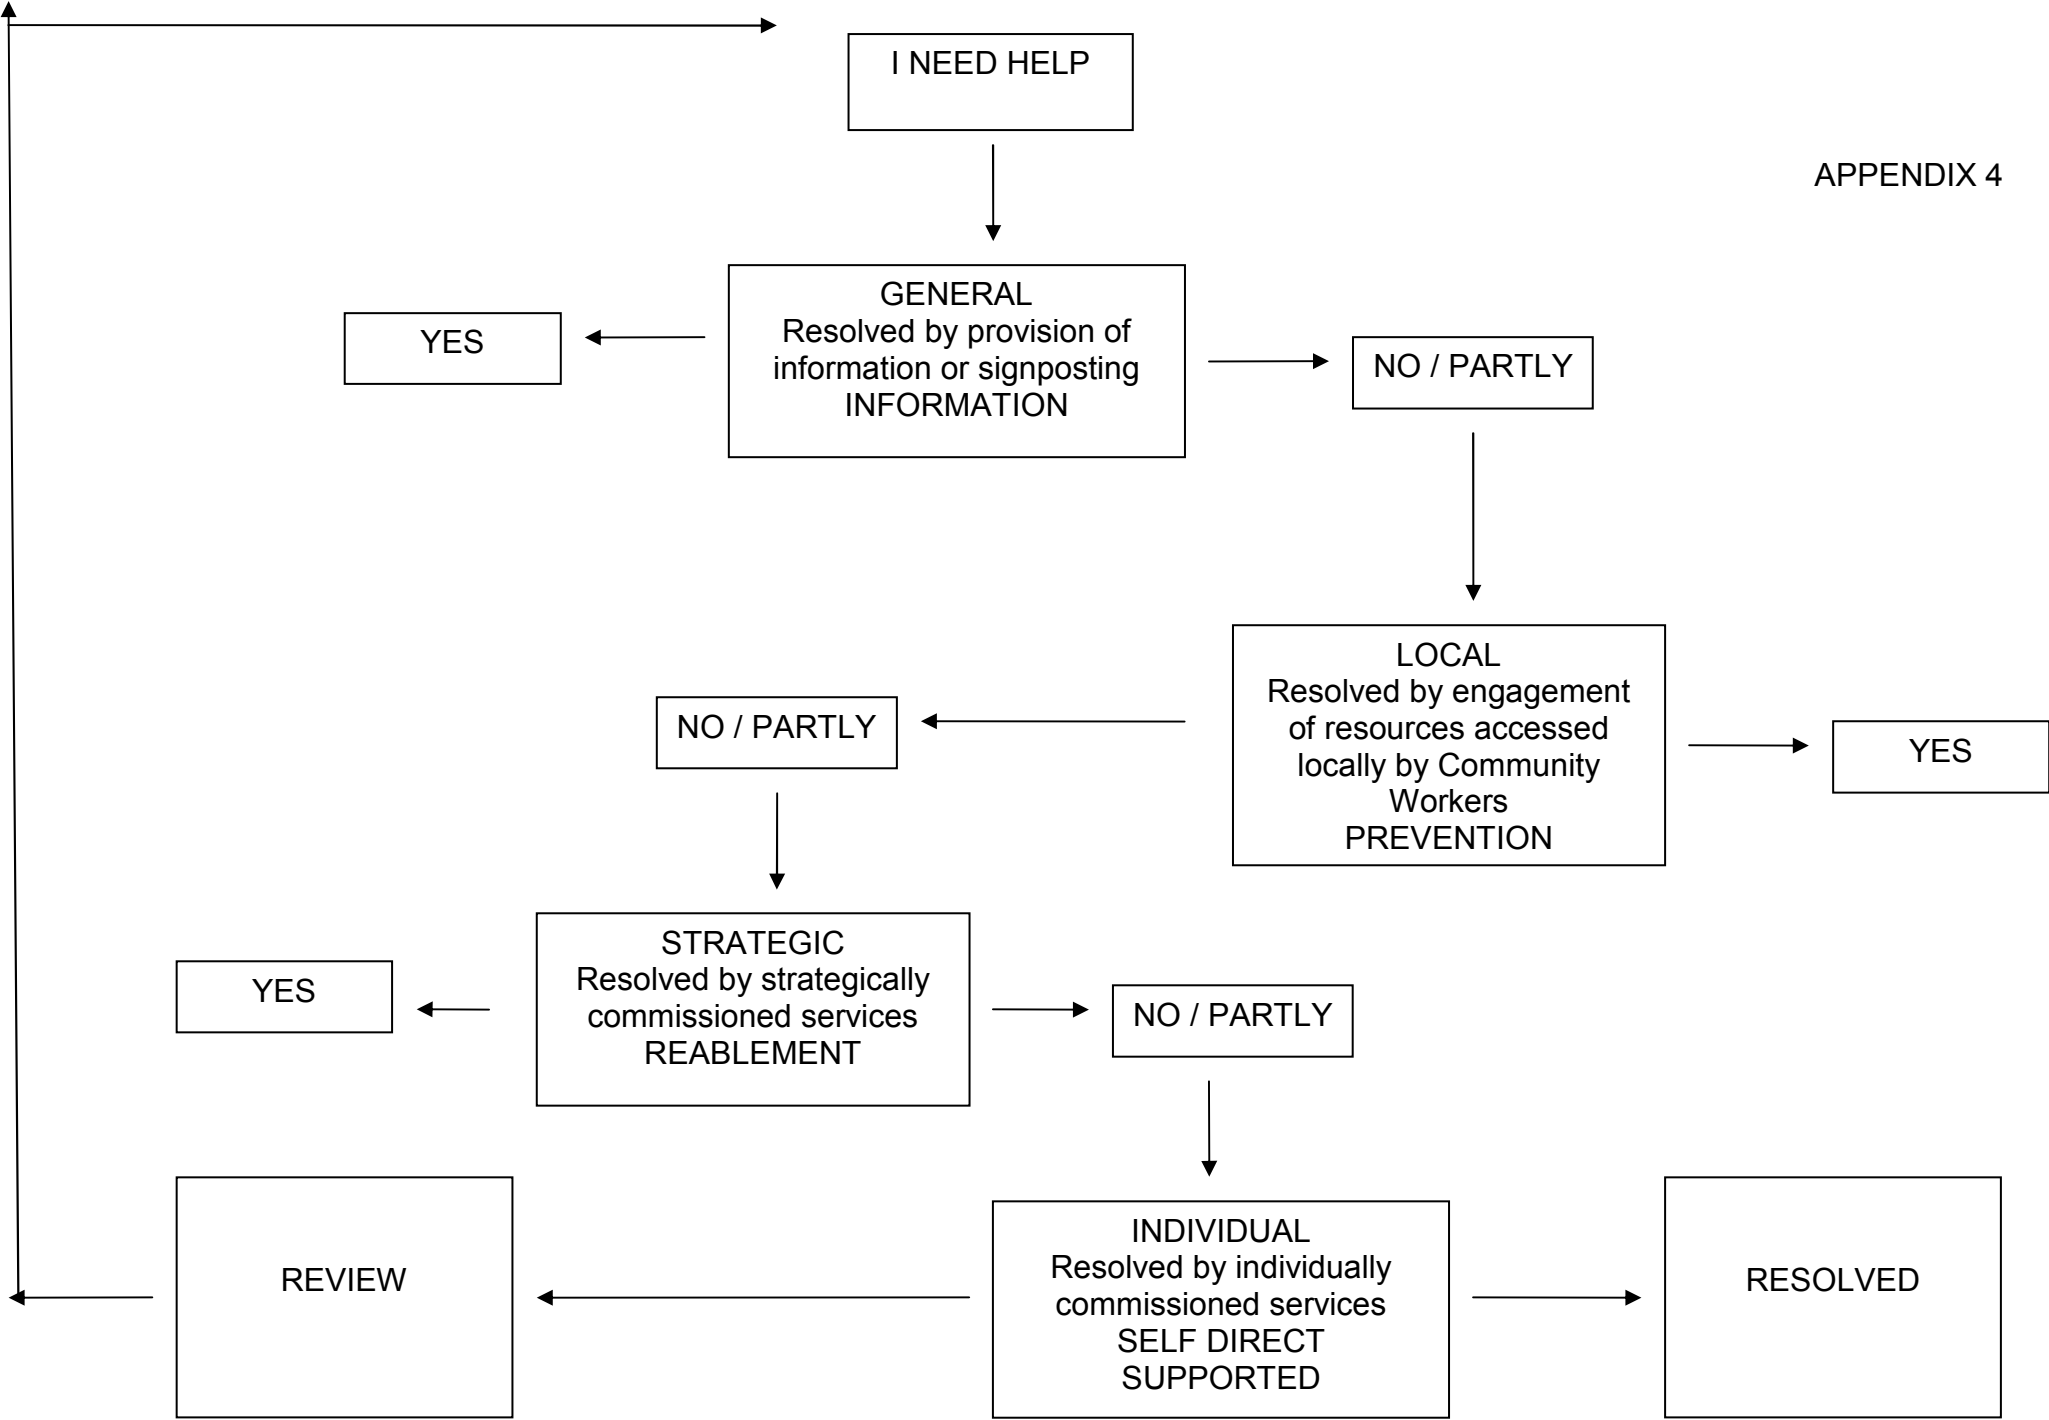 I NEED HELP
APPENDIX 4
GENERAL
Resolved by provision of
information or signposting
INFORMATION
YES
NO / PARTLY
LOCAL
Resolved by engagement
of resources accessed
locally by Community
Workers
PREVENTION
NO / PARTLY
YES
STRATEGIC
Resolved by strategically
commissioned services
REABLEMENT
YES
NO / PARTLY
INDIVIDUAL
Resolved by individually
commissioned services
SELF DIRECT
SUPPORTED
REVIEW
RESOLVED